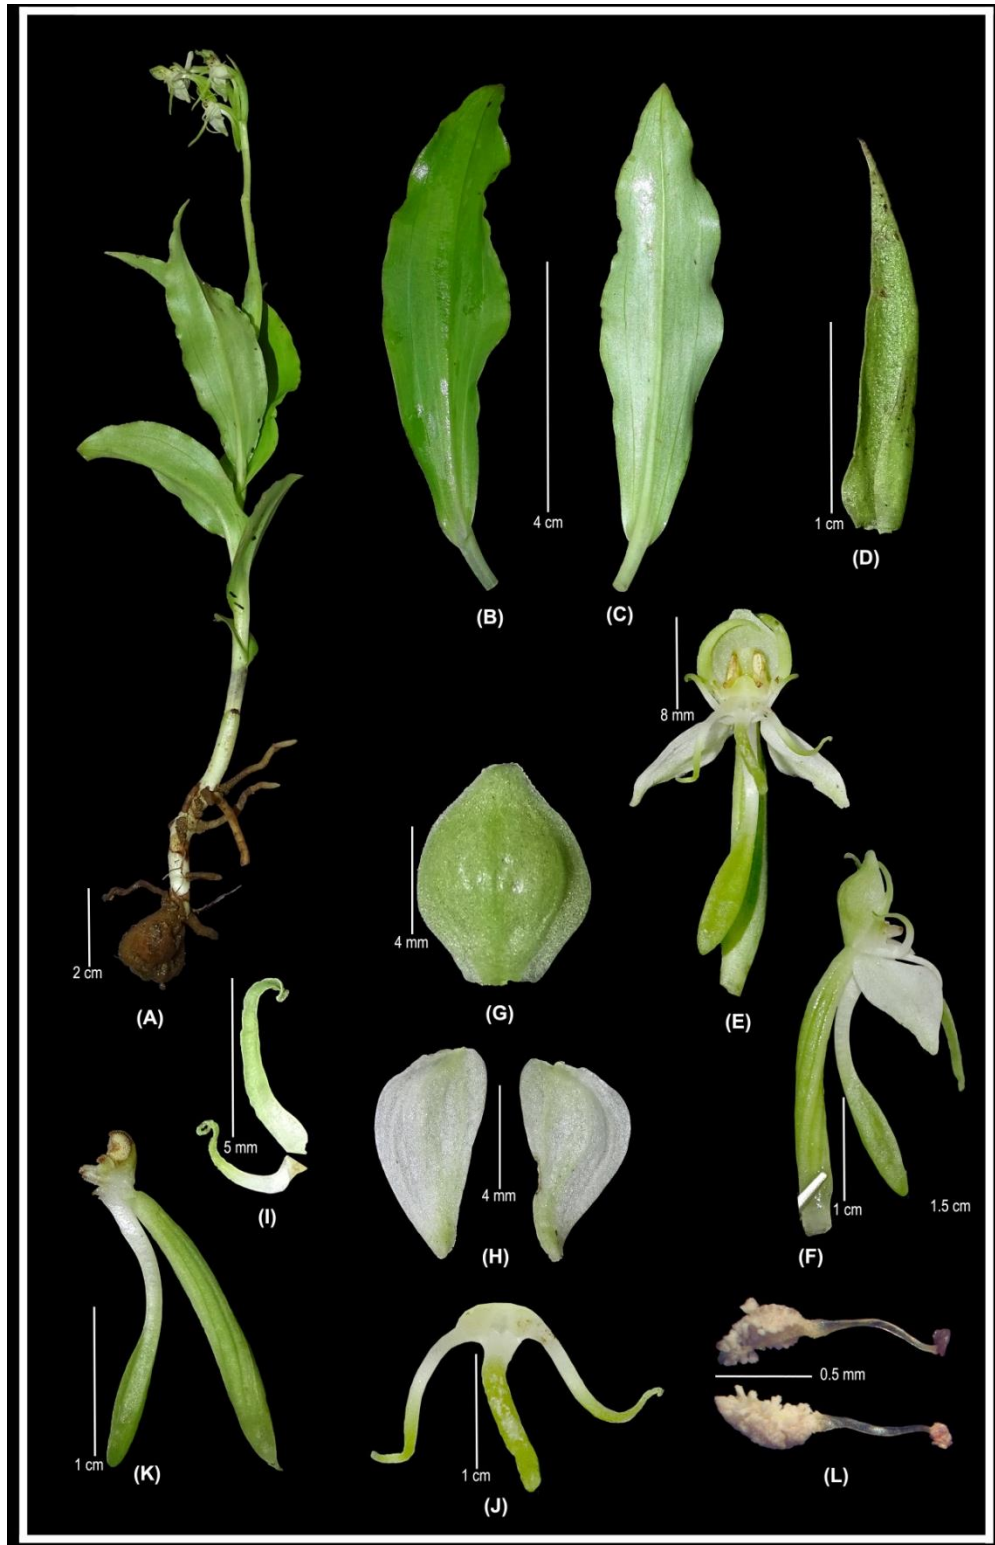 4 cm
1 cm
(D)
(B)
(C)
8 mm
4 mm
2 cm
(A)
(G)
(E)
5 mm
4 mm
1 cm
1.5 cm
(I)
(H)
(F)
0.5 mm
1 cm
(K)
1 cm
(L)
(J)